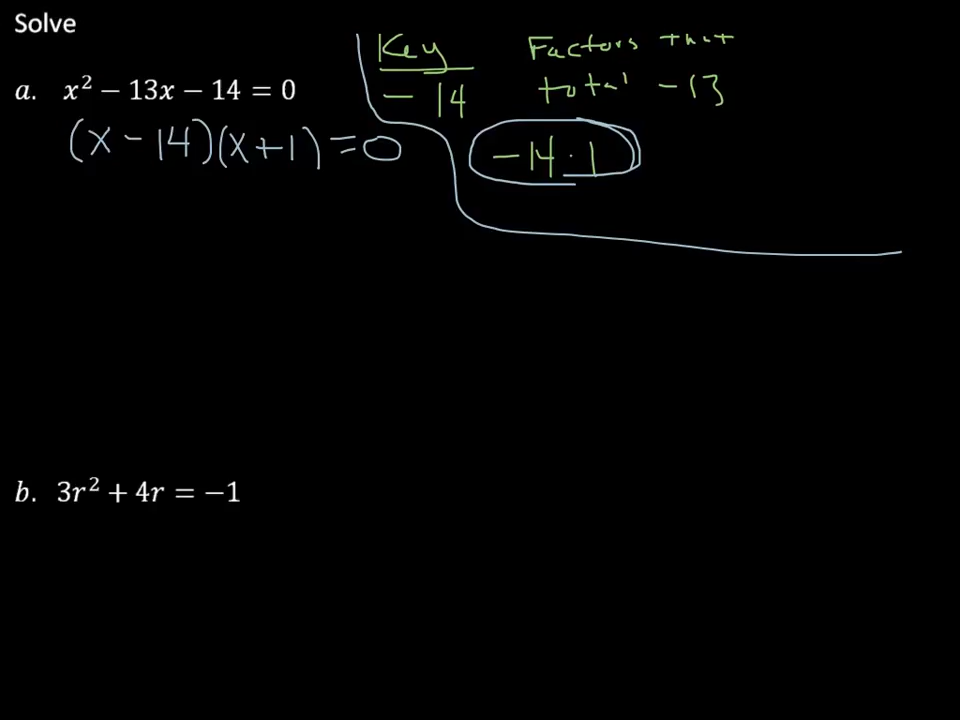 Solve
a. x² − 13x − 14 = 0
(x − 14)(x + 1) = 0
Key
− 14
Factors that
total −13
−14 · 1
b. 3r² + 4r = −1